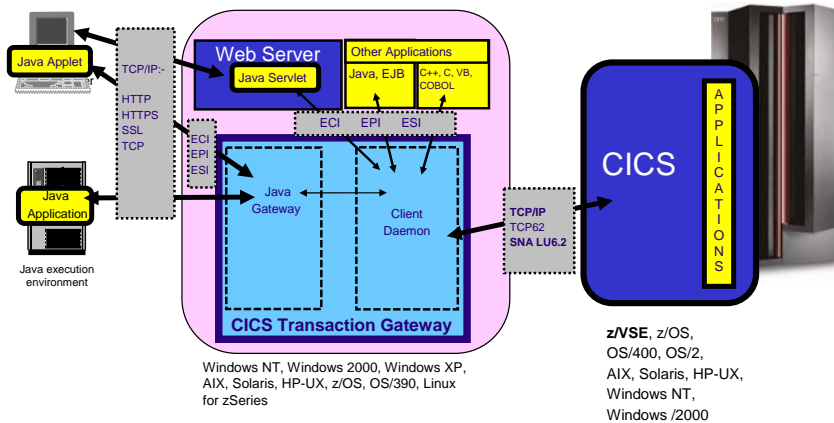 Java Applet
er
TCP/IP:-
HTTP
HTTPS
SSL
TCP
Java
Application
Java execution
environment
ECI
EPI
ESI
Web Server
Java Servlet
Other Applications
Java, EJB
C++, C, VB,
COBOL
ECI EPI ESI
Java
Gateway
Client
Daemon
CICS Transaction Gateway
Windows NT, Windows 2000, Windows XP,
AIX, Solaris, HP-UX, z/OS, OS/390, Linux
for zSeries
TCP/IP
TCP62
SNA LU6.2
CICS
APPLICATIONS
z/VSE, z/OS,
OS/400, OS/2,
AIX, Solaris, HP-UX,
Windows NT,
Windows /2000